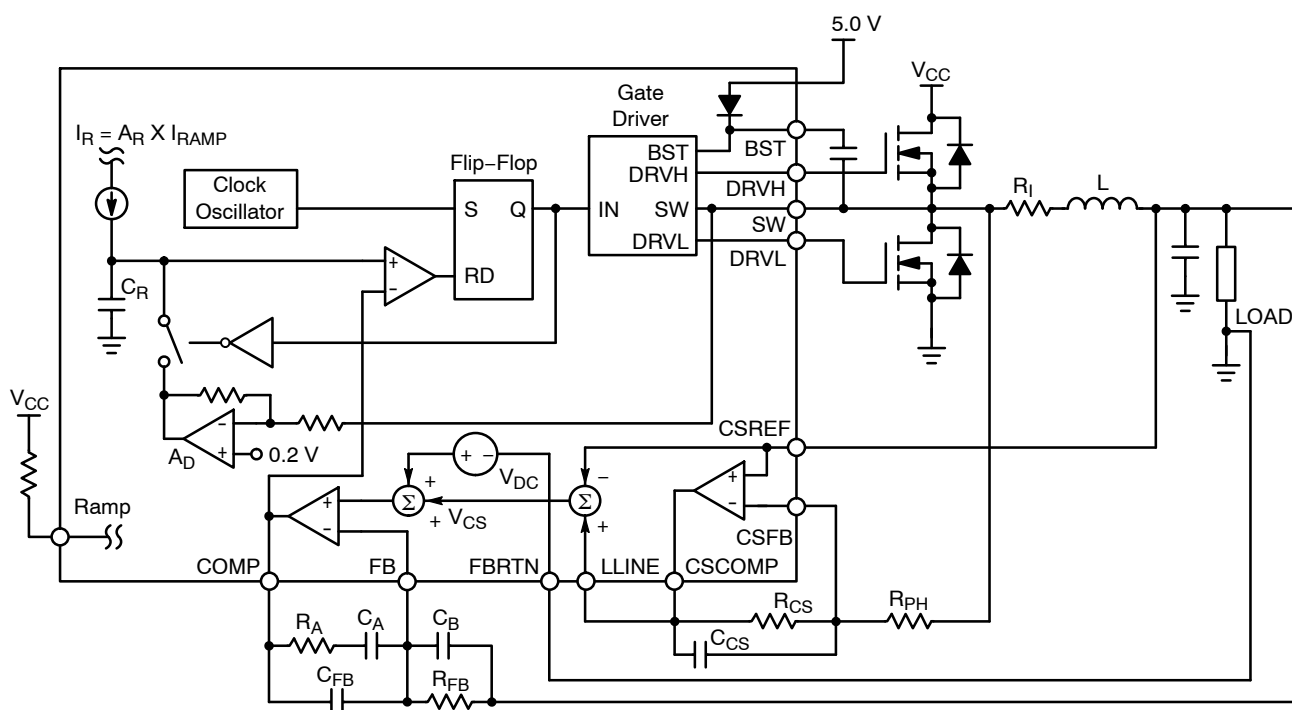 5.0 V
V_CC
Gate
Driver
I_R = A_R X I_RAMP
Flip−Flop
BST
BST
Clock
Oscillator
S
Q
IN
DRVH
DRVH
R_I
L
SW
SW
DRVL
DRVL
+
−
RD
C_R
LOAD
V_CC
−
+
A_D
0.2 V
CSREF
+ −
V_DC
−
+
+
Σ
Σ
+
−
Ramp
+
−
+
V_CS
+
CSFB
COMP
FB
FBRTN
LLINE
CSCOMP
R_A
C_A
C_B
R_CS
R_PH
C_CS
C_FB
R_FB